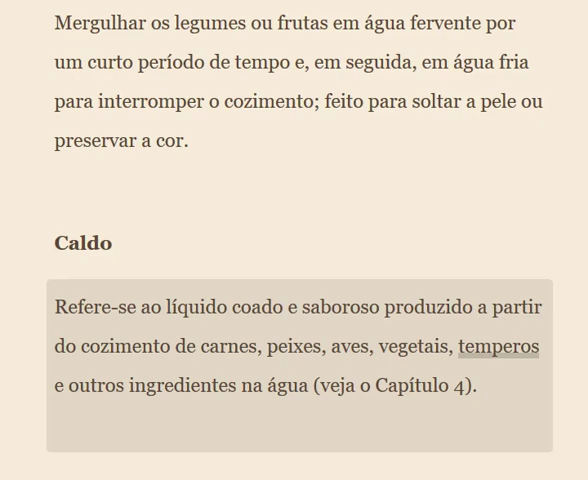 Mergulhar os legumes ou frutas em água fervente por
um curto período de tempo e, em seguida, em água fria
para interromper o cozimento; feito para soltar a pele ou
preservar a cor.
Caldo
Refere-se ao líquido coado e saboroso produzido a partir
do cozimento de carnes, peixes, aves, vegetais, temperos
e outros ingredientes na água (veja o Capítulo 4).